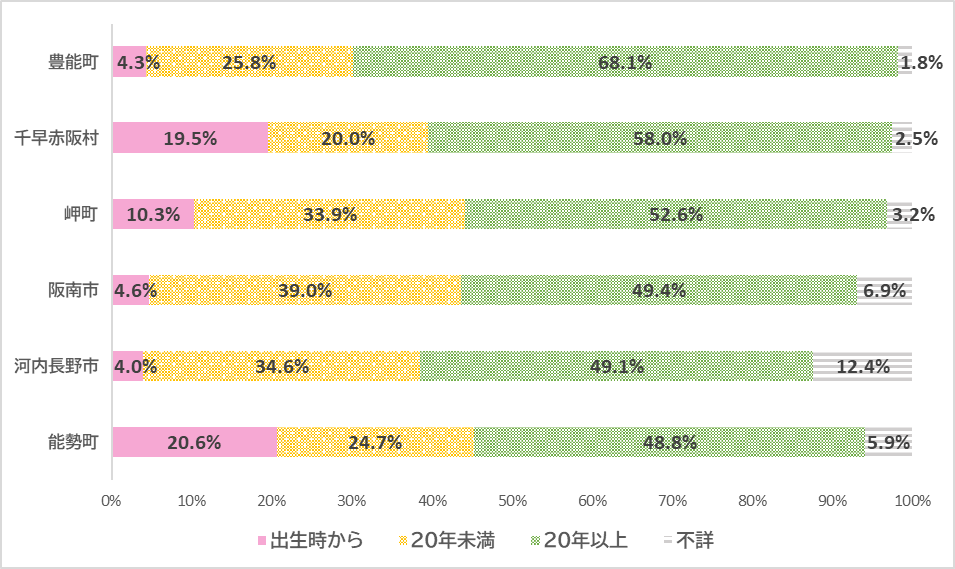 豊能町 4.3% 25.8% 68.1% 1.8%
千早赤阪村 19.5% 20.0% 58.0% 2.5%
岬町 10.3% 33.9% 52.6% 3.2%
阪南市 4.6% 39.0% 49.4% 6.9%
河内長野市 4.0% 34.6% 49.1% 12.4%
能勢町 20.6% 24.7% 48.8% 5.9%
0% 10% 20% 30% 40% 50% 60% 70% 80% 90% 100%
出生時から 20年未満 20年以上 不詳